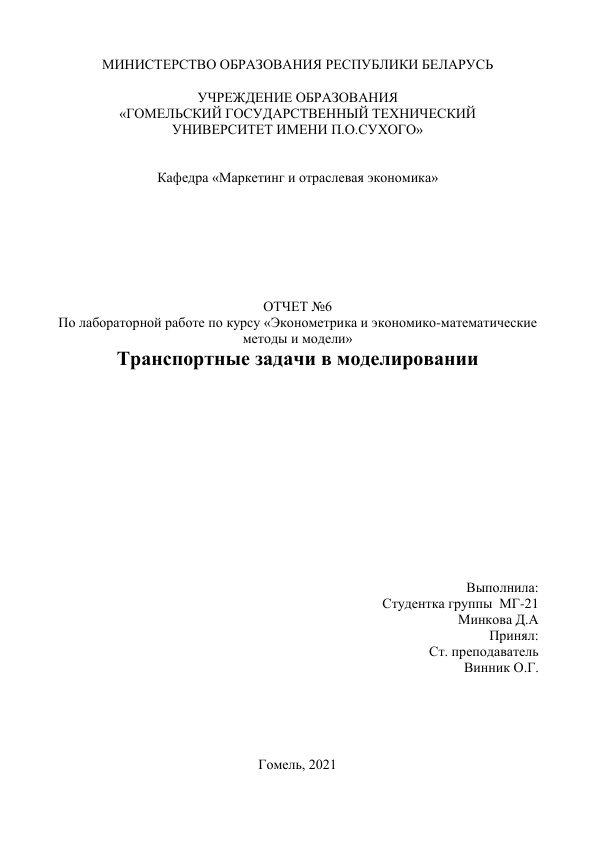 МИНИСТЕРСТВО ОБРАЗОВАНИЯ РЕСПУБЛИКИ БЕЛАРУСЬ
УЧРЕЖДЕНИЕ ОБРАЗОВАНИЯ
«ГОМЕЛЬСКИЙ ГОСУДАРСТВЕННЫЙ ТЕХНИЧЕСКИЙ
УНИВЕРСИТЕТ ИМЕНИ П.О.СУХОГО»
Кафедра «Маркетинг и отраслевая экономика»
ОТЧЕТ №6
По лабораторной работе по курсу «Эконометрика и экономико-математические
методы и модели»
Транспортные задачи в моделировании
Выполнила:
Студентка группы МГ-21
Минкова Д.А
Принял:
Ст. преподаватель
Винник О.Г.
Гомель, 2021